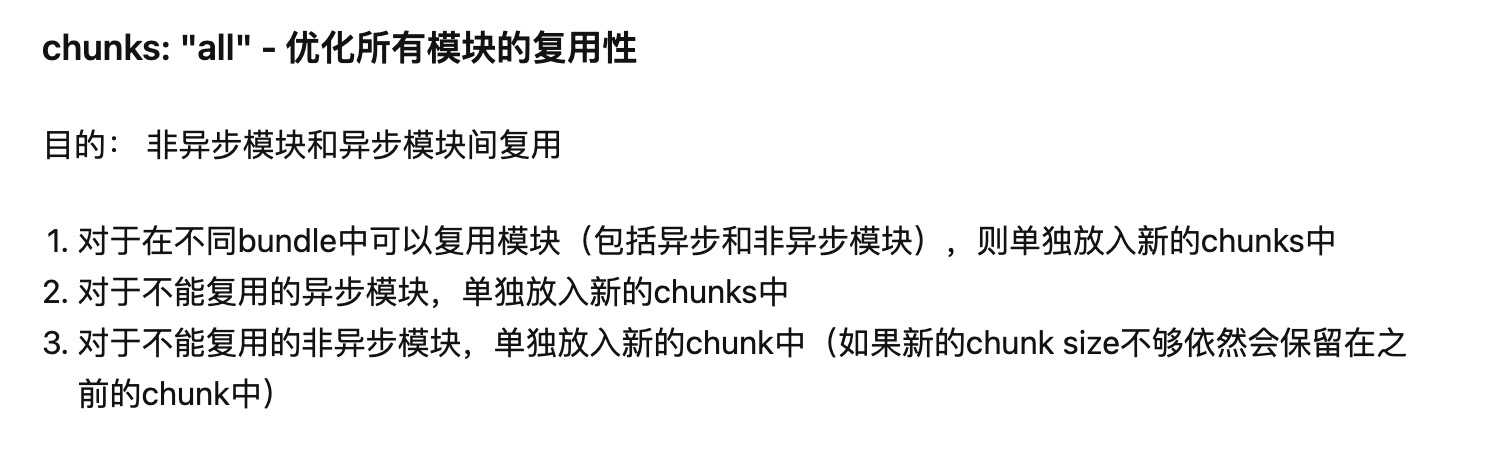 chunks: "all" - 优化所有模块的复用性
目的： 非异步模块和异步模块间复用
1. 对于在不同bundle中可以复用模块（包括异步和非异步模块），则单独放入新的chunks中
2. 对于不能复用的异步模块，单独放入新的chunks中
3. 对于不能复用的非异步模块，单独放入新的chunk中（如果新的chunk size不够依然会保留在之
前的chunk中）